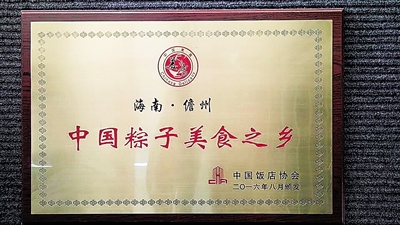 海南·儋州
中国粽子美食之乡
中国饭店协会
二〇一六年八月颁发